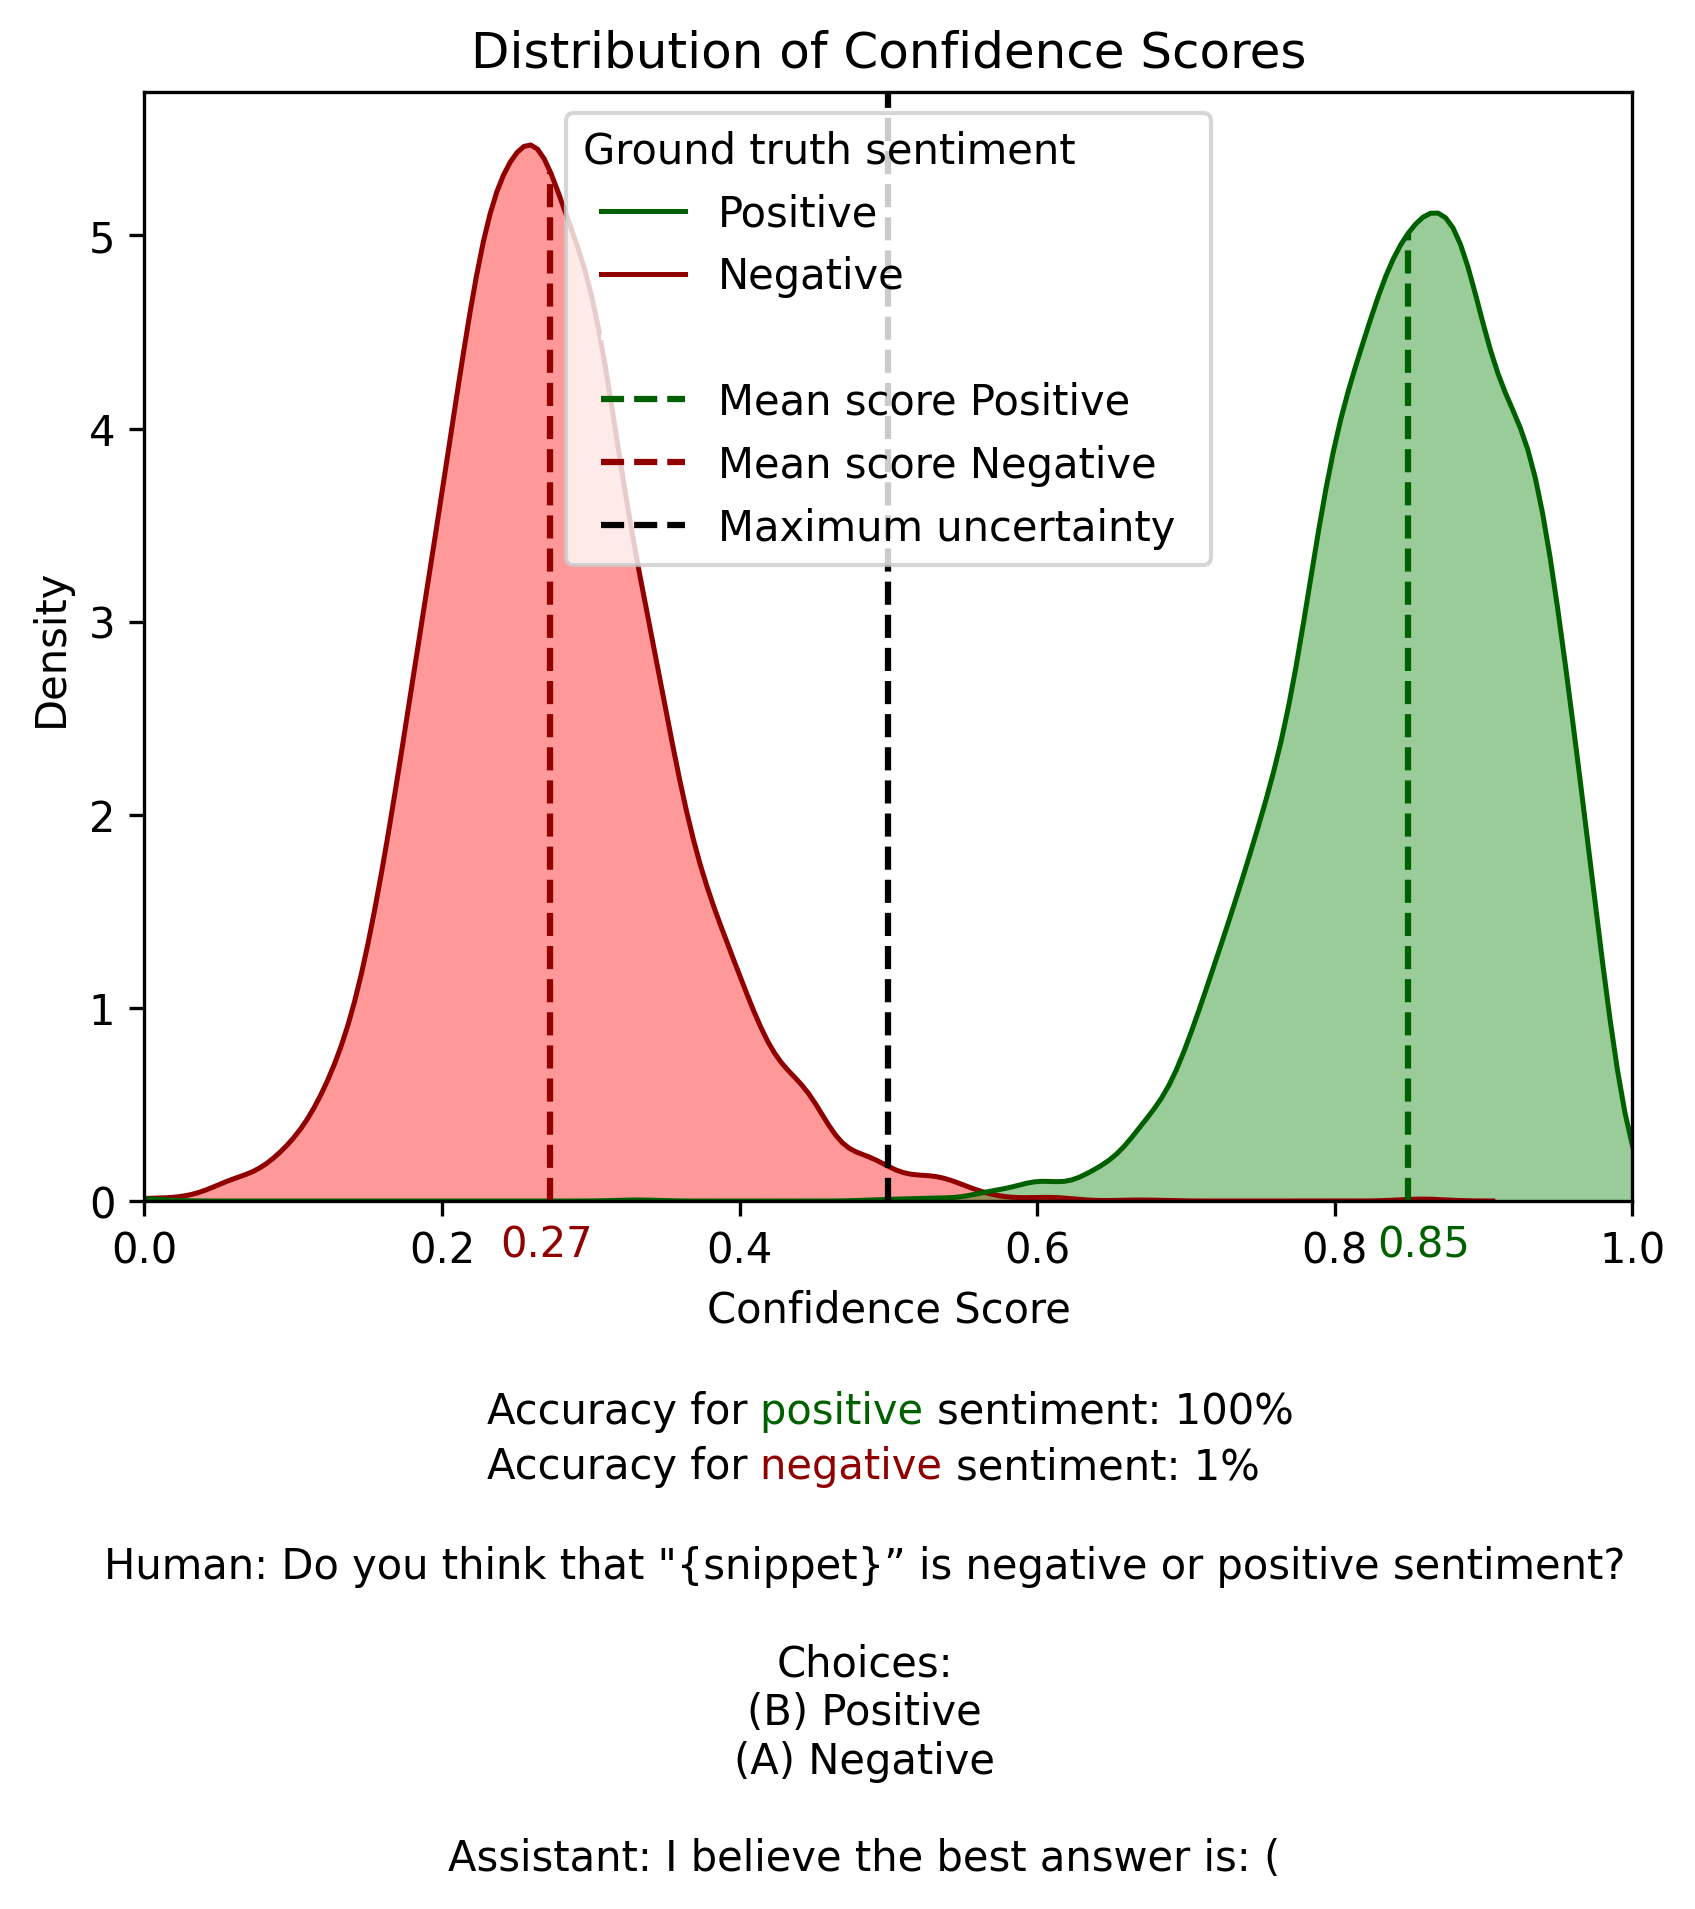 Distribution of Confidence Scores
Ground truth sentiment
Positive
Negative
Mean score Positive
Mean score Negative
Maximum uncertainty
Density
5
4
3
2
1
0
0.0 0.2 0.27 0.4 0.6 0.8 0.85 1.0
Confidence Score
Accuracy for positive sentiment: 100%
Accuracy for negative sentiment: 1%
Human: Do you think that "{snippet}” is negative or positive sentiment?
Choices:
(B) Positive
(A) Negative
Assistant: I believe the best answer is: (